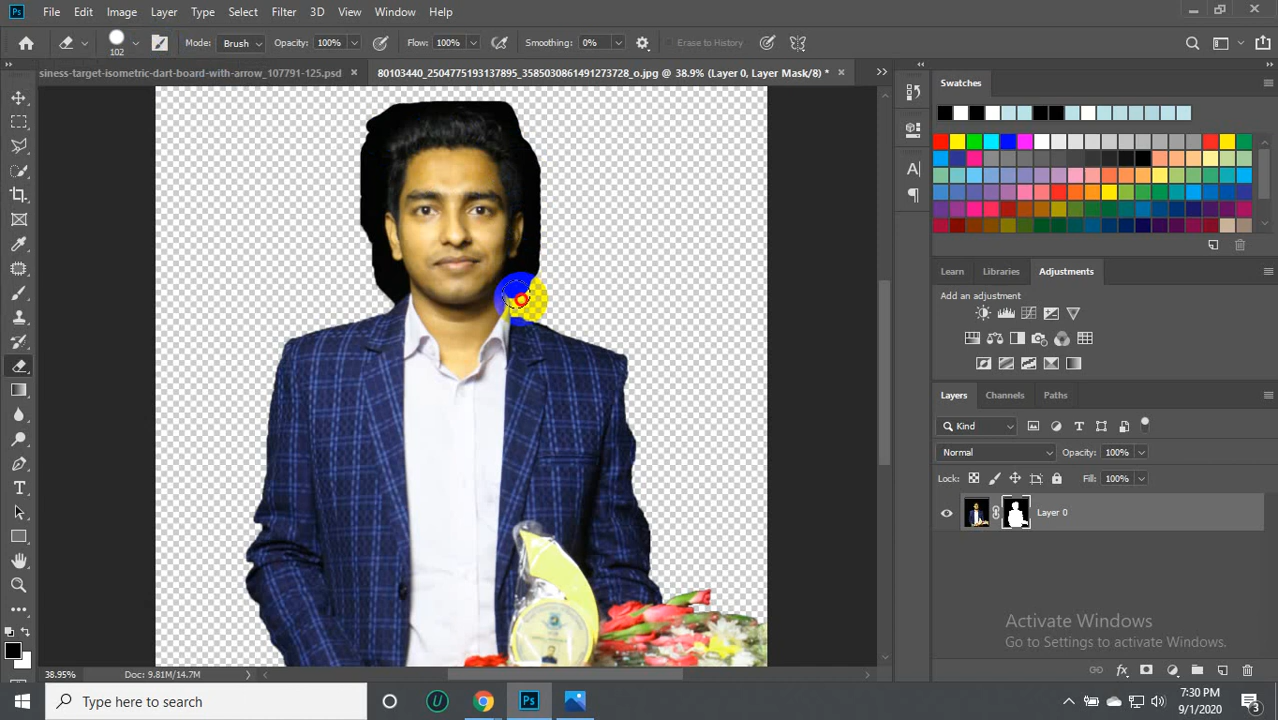 Ps File Edit Image Layer Type Select Filter 3D View Window Help
102 Mode: Brush Opacity: 100% Flow: 100% Smoothing: 0% Erase to History
siness-target-isometric-dart-board-with-arrow_107791-125.psd × 80103440_2504775193137895_3585030861491273728_o.jpg @ 38.9% (Layer 0, Layer Mask/8) * ×
Swatches
Learn Libraries Adjustments
Add an adjustment
Layers Channels Paths
Kind
Normal Opacity: 100%
Lock: Fill: 100%
Layer 0
Activate Windows
Go to Settings to activate Windows.
38.95% Doc: 9.81M/14.7M
Type here to search
7:30 PM
9/1/2020
3